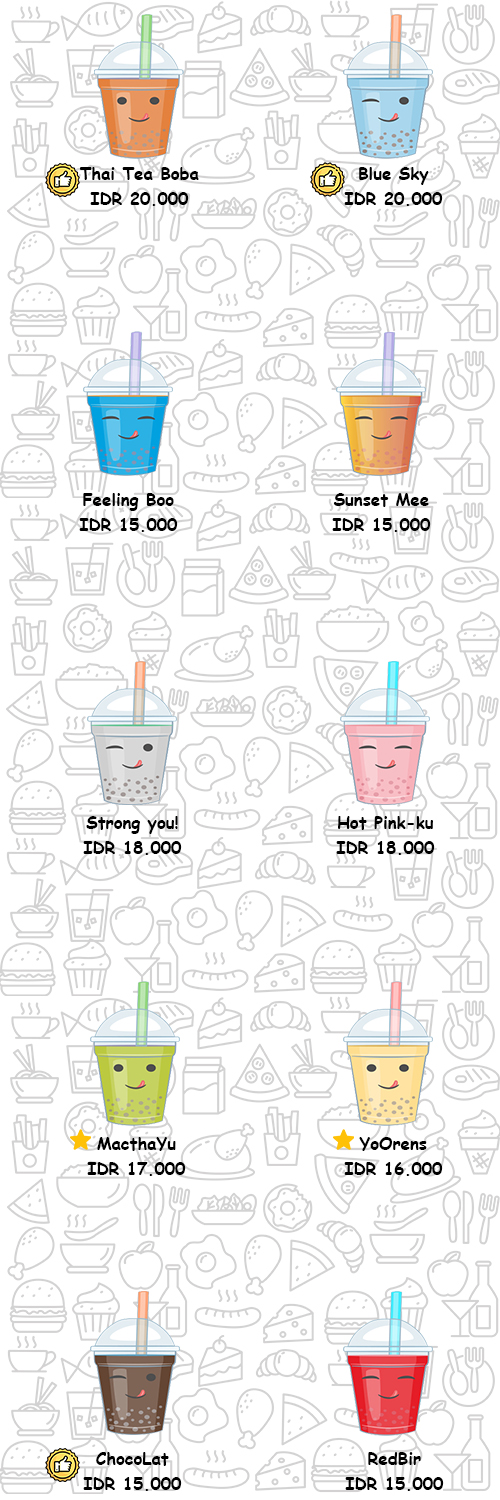 Thai Tea Boba
IDR 20.000
Blue Sky
IDR 20.000
Feeling Boo
IDR 15.000
Sunset Mee
IDR 15.000
Strong you!
IDR 18.000
Hot Pink-ku
IDR 18.000
MacthaYu
IDR 17.000
YoOrens
IDR 16.000
ChocoLat
IDR 15.000
RedBir
IDR 15.000